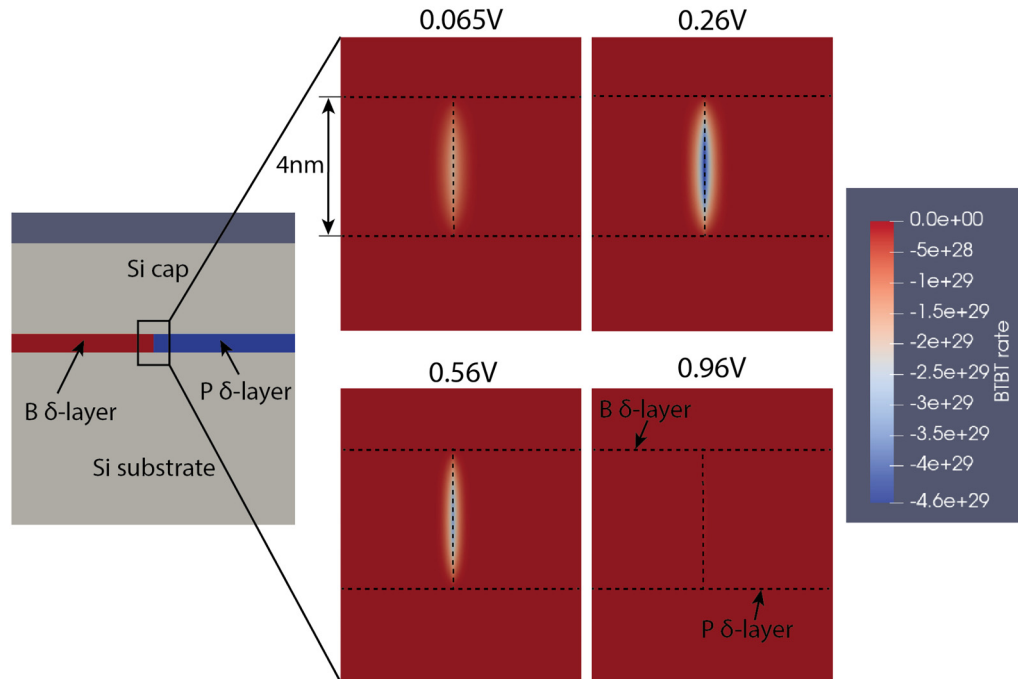 0.065V
0.26V
4nm
Si cap
B δ-layer
P δ-layer
Si substrate
0.56V
0.96V
B δ-layer
P δ-layer
0.0e+00
-5e+28
-1e+29
-1.5e+29
-2e+29
-2.5e+29
-3e+29
-3.5e+29
-4e+29
-4.6e+29
BTBT rate